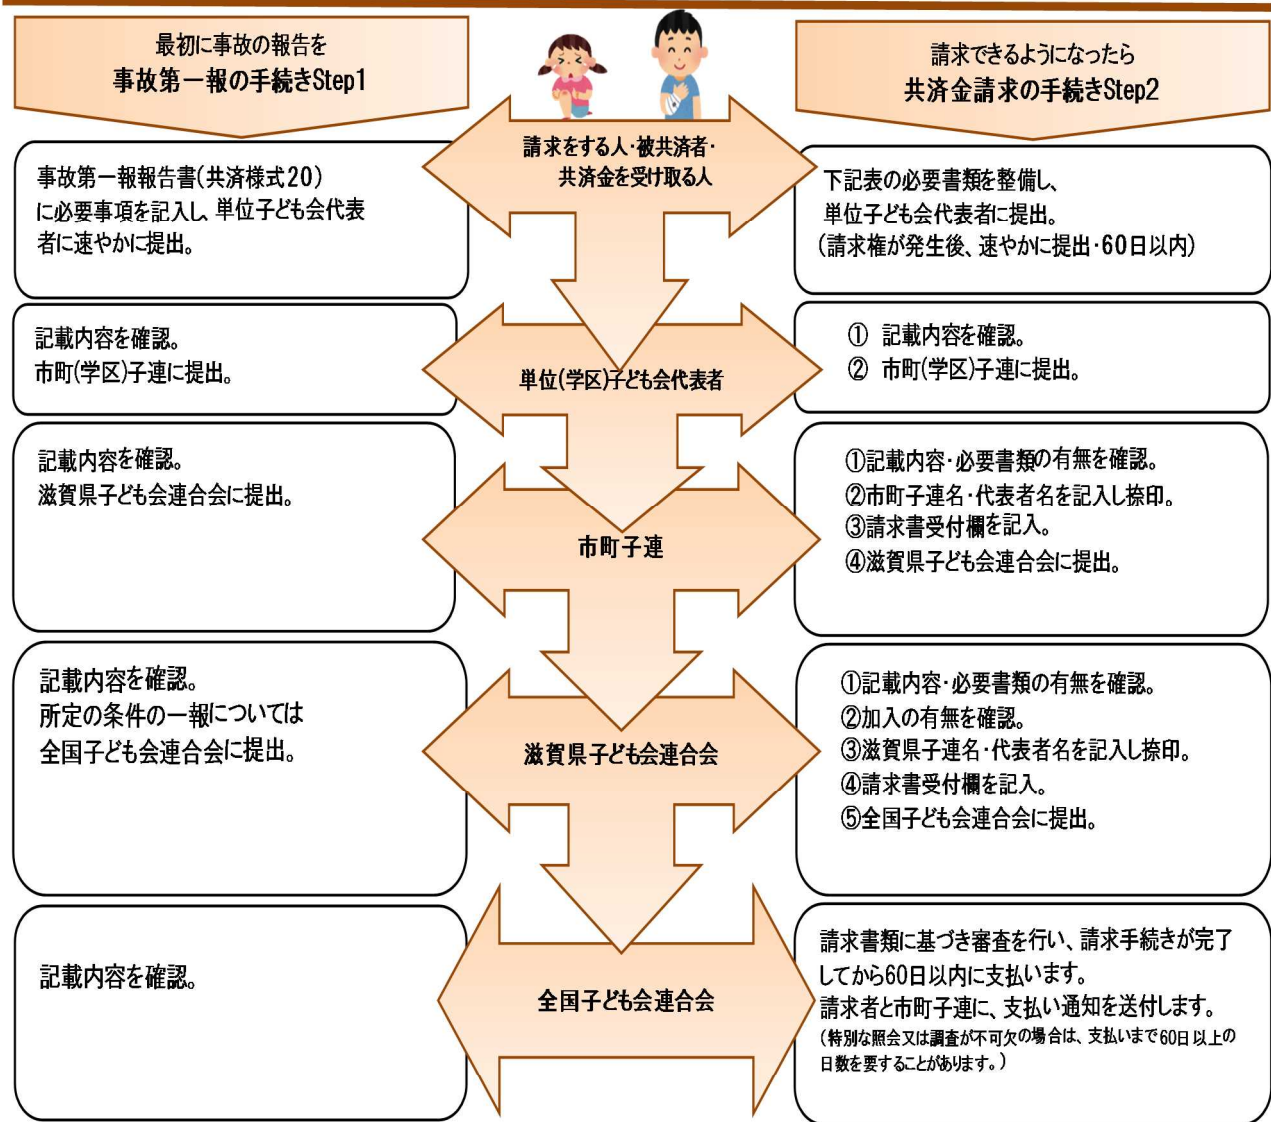 最初に事故の報告を
事故第一報の手続きStep1
請求できるようになったら
共済金請求の手続きStep2
請求をする人・被共済者・
共済金を受け取る人
事故第一報報告書(共済様式20)
に必要事項を記入し、単位子ども会代表
者に速やかに提出。
下記表の必要書類を整備し、
単位子ども会代表者に提出。
(請求権が発生後、速やかに提出・60日以内)
記載内容を確認。
市町(学区)子連に提出。
単位(学区)子ども会代表者
① 記載内容を確認。
② 市町(学区)子連に提出。
記載内容を確認。
滋賀県子ども会連合会に提出。
市町子連
①記載内容・必要書類の有無を確認。
②市町子連名・代表者名を記入し捺印。
③請求書受付欄を記入。
④滋賀県子ども会連合会に提出。
記載内容を確認。
所定の条件の一報については
全国子ども会連合会に提出。
滋賀県子ども会連合会
①記載内容・必要書類の有無を確認。
②加入の有無を確認。
③滋賀県子連名・代表者名を記入し捺印。
④請求書受付欄を記入。
⑤全国子ども会連合会に提出。
記載内容を確認。
全国子ども会連合会
請求書類に基づき審査を行い、請求手続きが完了
してから60日以内に支払います。
請求者と市町子連に、支払い通知を送付します。
(特別な照会又は調査が不可欠の場合は、支払いまで60日以上の
日数を要することがあります。)